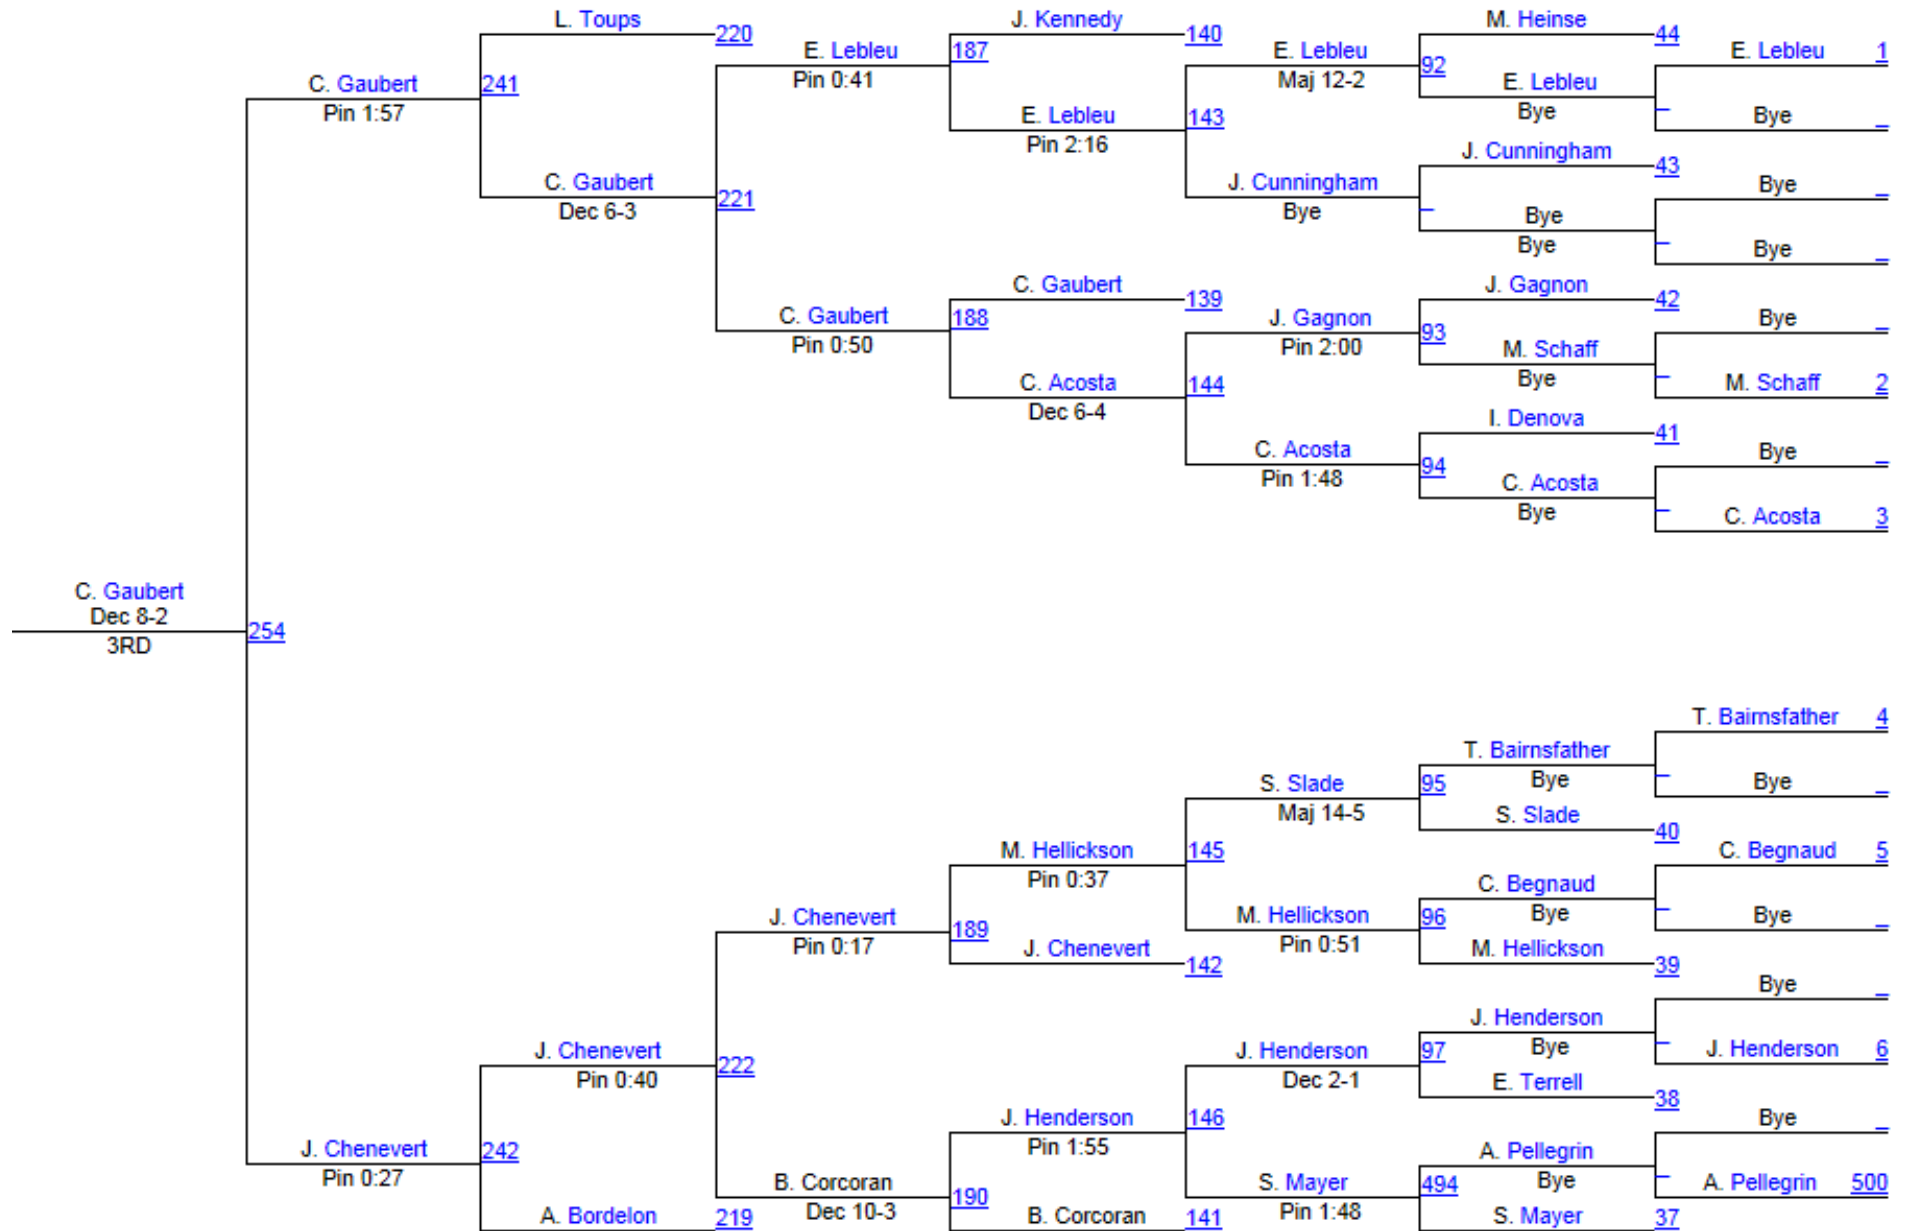 L. Toups
220
J. Kennedy
140
M. Heinse
44
E. Lebleu
Pin 0:41
187
E. Lebleu
Maj 12-2
92
E. Lebleu 1
C. Gaubert
Pin 1:57
241
E. Lebleu
Bye
E. Lebleu
Pin 2:16
143
Bye
J. Cunningham
43
C. Gaubert
Dec 6-3
221
J. Cunningham
Bye
Bye
Bye
Bye
Bye
C. Gaubert
139
J. Gagnon
42
C. Gaubert
Pin 0:50
188
J. Gagnon
Pin 2:00
93
Bye
M. Schaff
Bye
C. Acosta
Dec 6-4
144
M. Schaff 2
I. Denova
41
C. Acosta
Pin 1:48
94
Bye
C. Acosta
Bye
C. Acosta 3
C. Gaubert
Dec 8-2
3RD
254
T. Bairnsfather 4
T. Bairnsfather
Bye
S. Slade
Maj 14-5
95
Bye
S. Slade
40
M. Hellickson
Pin 0:37
145
C. Begnaud 5
C. Begnaud
Bye
J. Chenevert
Pin 0:17
189
M. Hellickson
Pin 0:51
96
Bye
J. Chenevert
142
M. Hellickson
39
Bye
J. Henderson
Bye
J. Chenevert
Pin 0:40
222
J. Henderson
Dec 2-1
97
J. Henderson 6
E. Terrell
38
J. Henderson
Pin 1:55
146
Bye
J. Chenevert
Pin 0:27
242
A. Pellegrin
Bye
B. Corcoran
Dec 10-3
190
S. Mayer
Pin 1:48
494
A. Pellegrin 500
A. Bordelon
219
B. Corcoran
141
S. Mayer
37